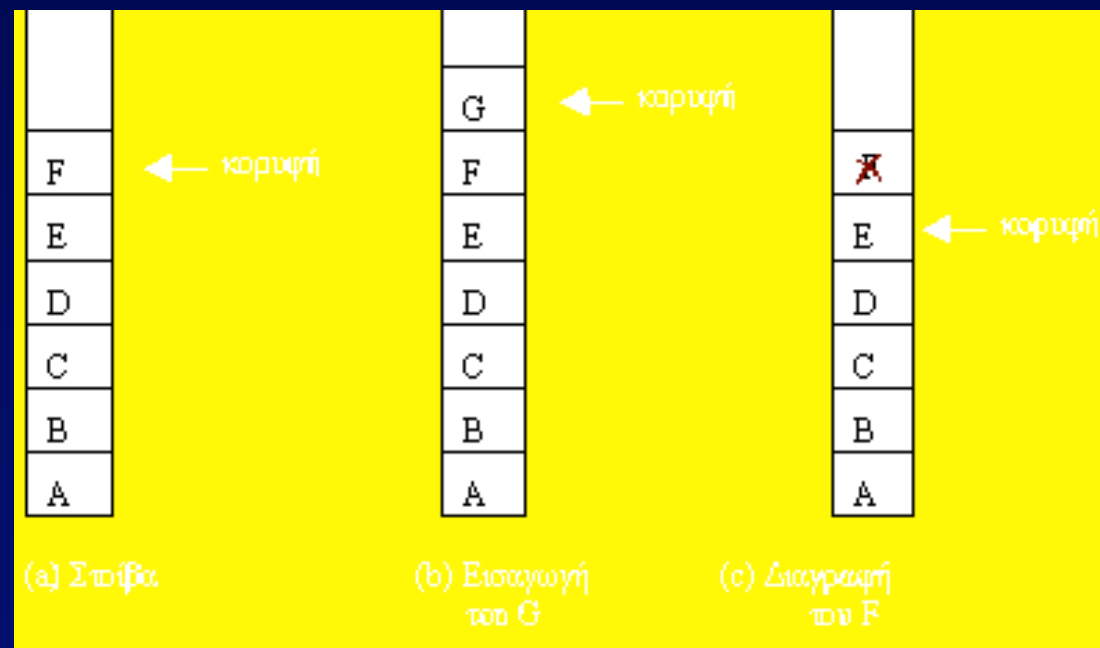 F
E
D
C
B
A
κορυφή
(a) Στοίβα
G
F
E
D
C
B
A
κορυφή
(b) Εισαγωγή
του G
F
E
D
C
B
A
κορυφή
(c) Διαγραφή
του F